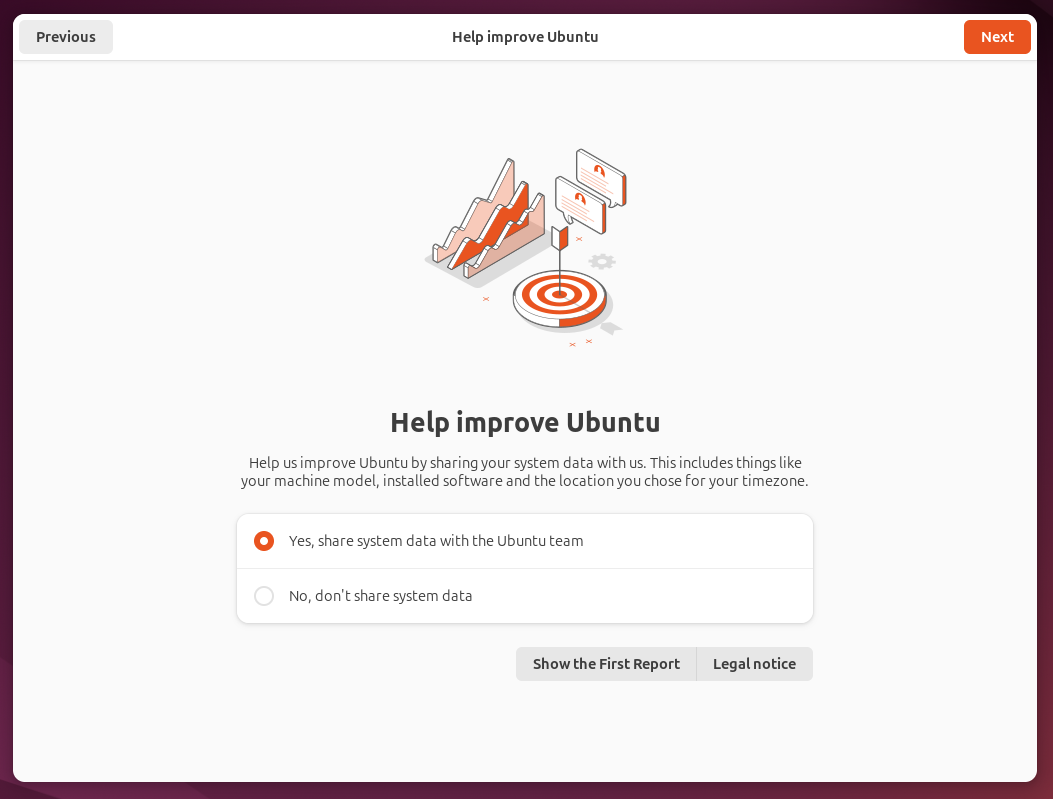 Previous
Help improve Ubuntu
Next
Help improve Ubuntu
Help us improve Ubuntu by sharing your system data with us. This includes things like
your machine model, installed software and the location you chose for your timezone.
Yes, share system data with the Ubuntu team
No, don't share system data
Show the First Report
Legal notice